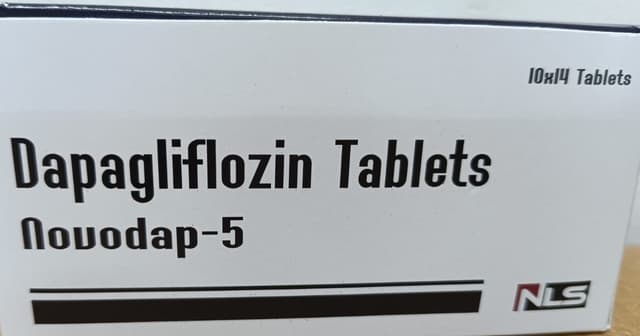 10x14 Tablets
Dapagliflozin Tablets
Novodap-5
NLS